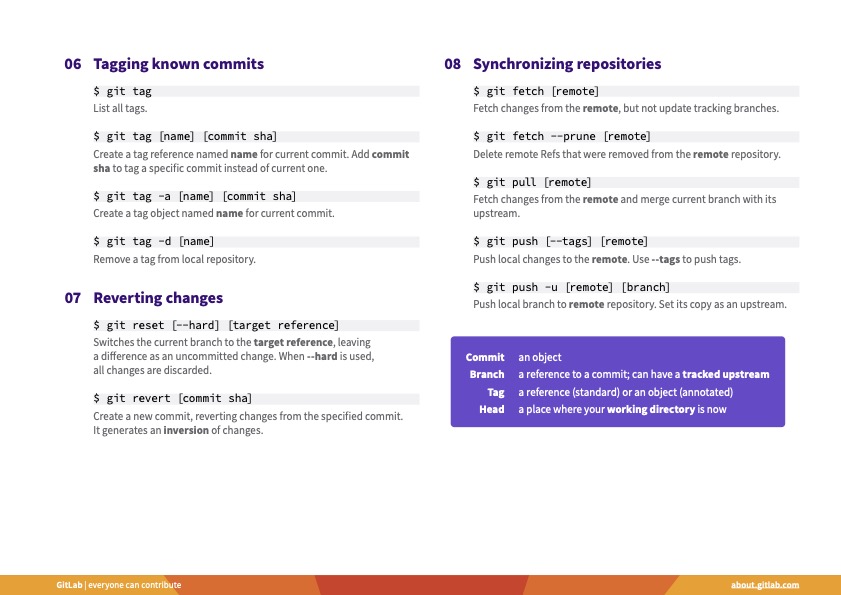 06 Tagging known commits
$ git tag
List all tags.
$ git tag [name] [commit sha]
Create a tag reference named name for current commit. Add commit
sha to tag a specific commit instead of current one.
$ git tag -a [name] [commit sha]
Create a tag object named name for current commit.
$ git tag -d [name]
Remove a tag from local repository.
07 Reverting changes
$ git reset [--hard] [target reference]
Switches the current branch to the target reference, leaving
a difference as an uncommitted change. When --hard is used,
all changes are discarded.
$ git revert [commit sha]
Create a new commit, reverting changes from the specified commit.
It generates an inversion of changes.
08 Synchronizing repositories
$ git fetch [remote]
Fetch changes from the remote, but not update tracking branches.
$ git fetch --prune [remote]
Delete remote Refs that were removed from the remote repository.
$ git pull [remote]
Fetch changes from the remote and merge current branch with its
upstream.
$ git push [--tags] [remote]
Push local changes to the remote. Use --tags to push tags.
$ git push -u [remote] [branch]
Push local branch to remote repository. Set its copy as an upstream.
Commit an object
Branch a reference to a commit; can have a tracked upstream
Tag a reference (standard) or an object (annotated)
Head a place where your working directory is now
GitLab | everyone can contribute
about.gitlab.com